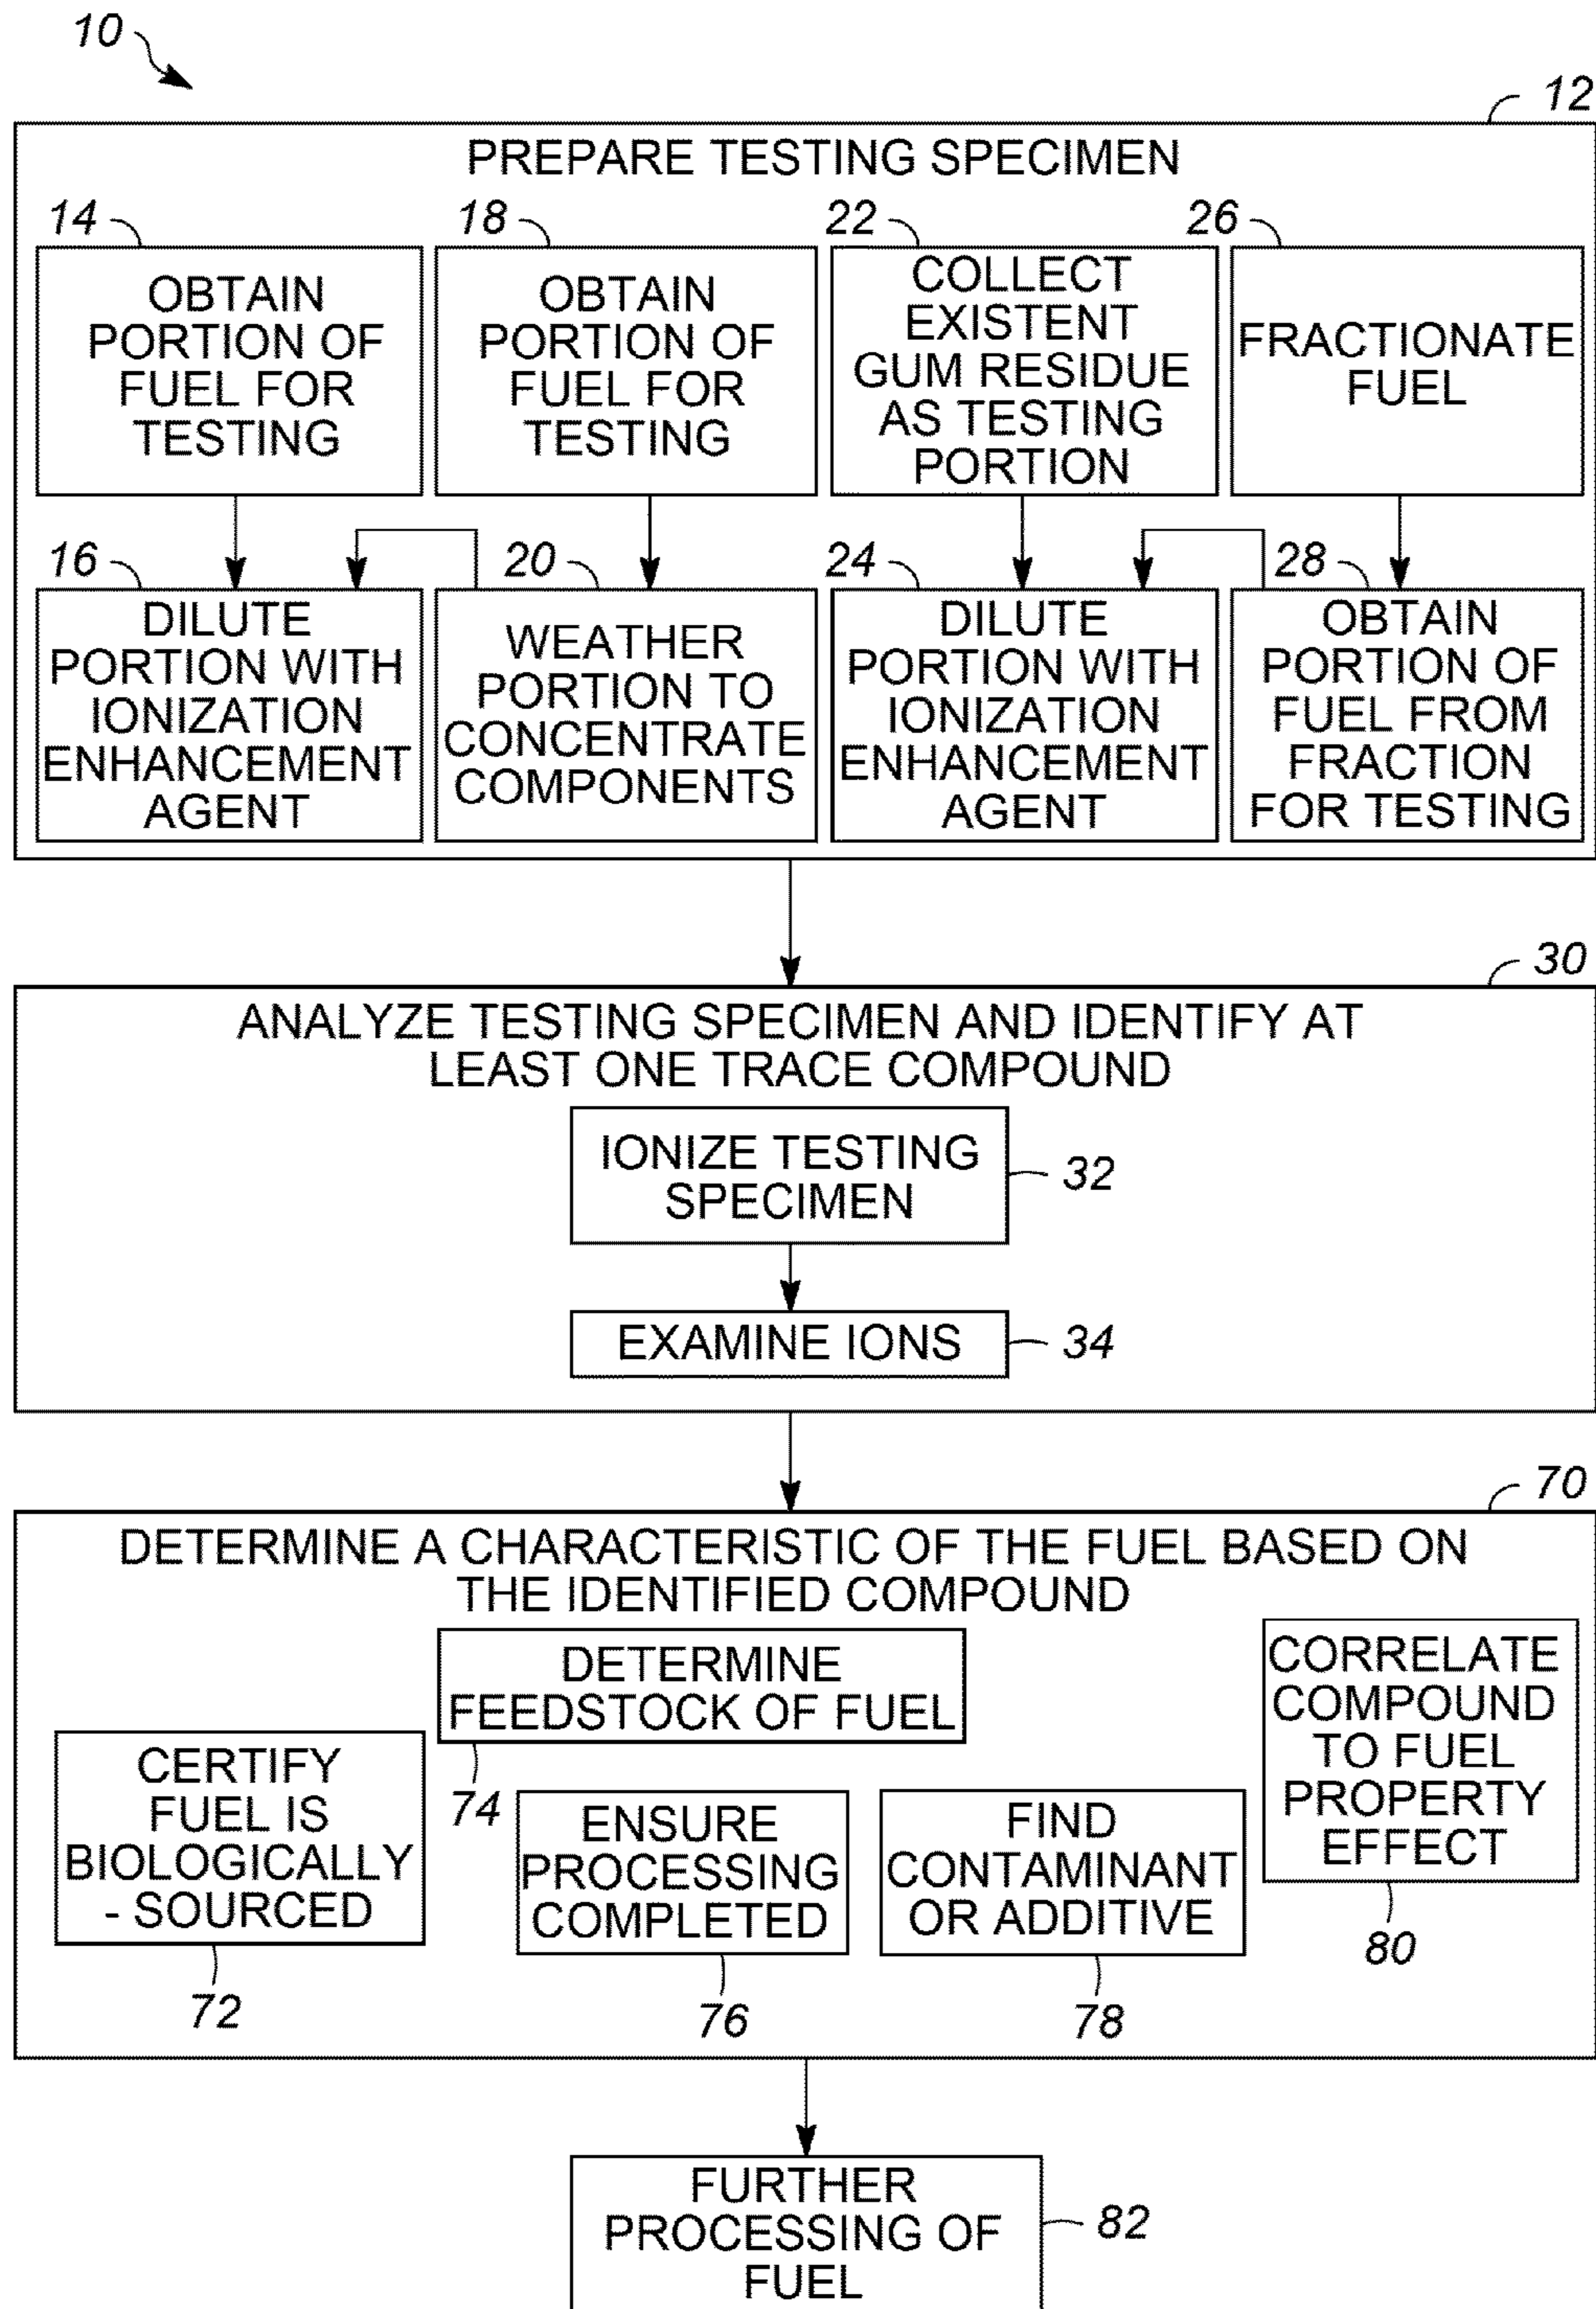 10
12
PREPARE TESTING SPECIMEN
14
OBTAIN
PORTION OF
FUEL FOR
TESTING
18
OBTAIN
PORTION OF
FUEL FOR
TESTING
22
COLLECT
EXISTENT
GUM RESIDUE
AS TESTING
PORTION
26
FRACTIONATE
FUEL
16
DILUTE
PORTION WITH
IONIZATION
ENHANCEMENT
AGENT
20
WEATHER
PORTION TO
CONCENTRATE
COMPONENTS
24
DILUTE
PORTION WITH
IONIZATION
ENHANCEMENT
AGENT
28
OBTAIN
PORTION OF
FUEL FROM
FRACTION
FOR TESTING
30
ANALYZE TESTING SPECIMEN AND IDENTIFY AT
LEAST ONE TRACE COMPOUND
IONIZE TESTING
SPECIMEN
32
EXAMINE IONS
34
70
DETERMINE A CHARACTERISTIC OF THE FUEL BASED ON
THE IDENTIFIED COMPOUND
CERTIFY
FUEL IS
BIOLOGICALLY
- SOURCED
72
DETERMINE
FEEDSTOCK OF FUEL
74
ENSURE
PROCESSING
COMPLETED
76
FIND
CONTAMINANT
OR ADDITIVE
78
CORRELATE
COMPOUND
TO FUEL
PROPERTY
EFFECT
80
FURTHER
PROCESSING OF
FUEL
82